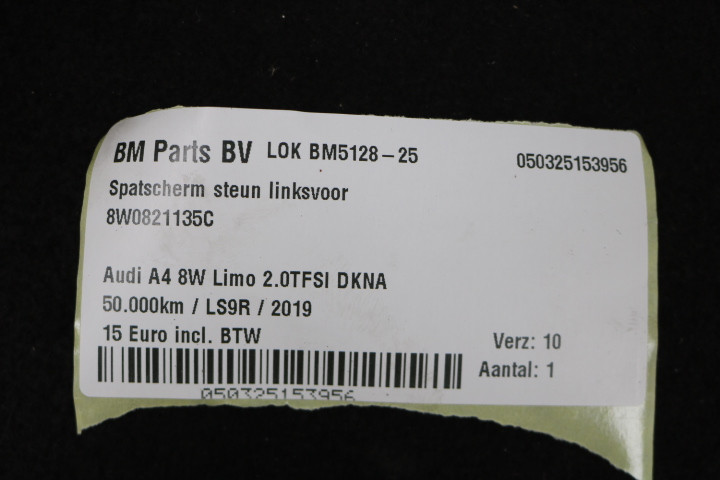 BM Parts BV LOK BM5128-25 050325153956
Spatscherm steun linksvoor
8W0821135C
Audi A4 8W Limo 2.0TFSI DKNA
50.000km / LS9R / 2019
15 Euro incl. BTW
Verz: 10
Aantal: 1
050325153956